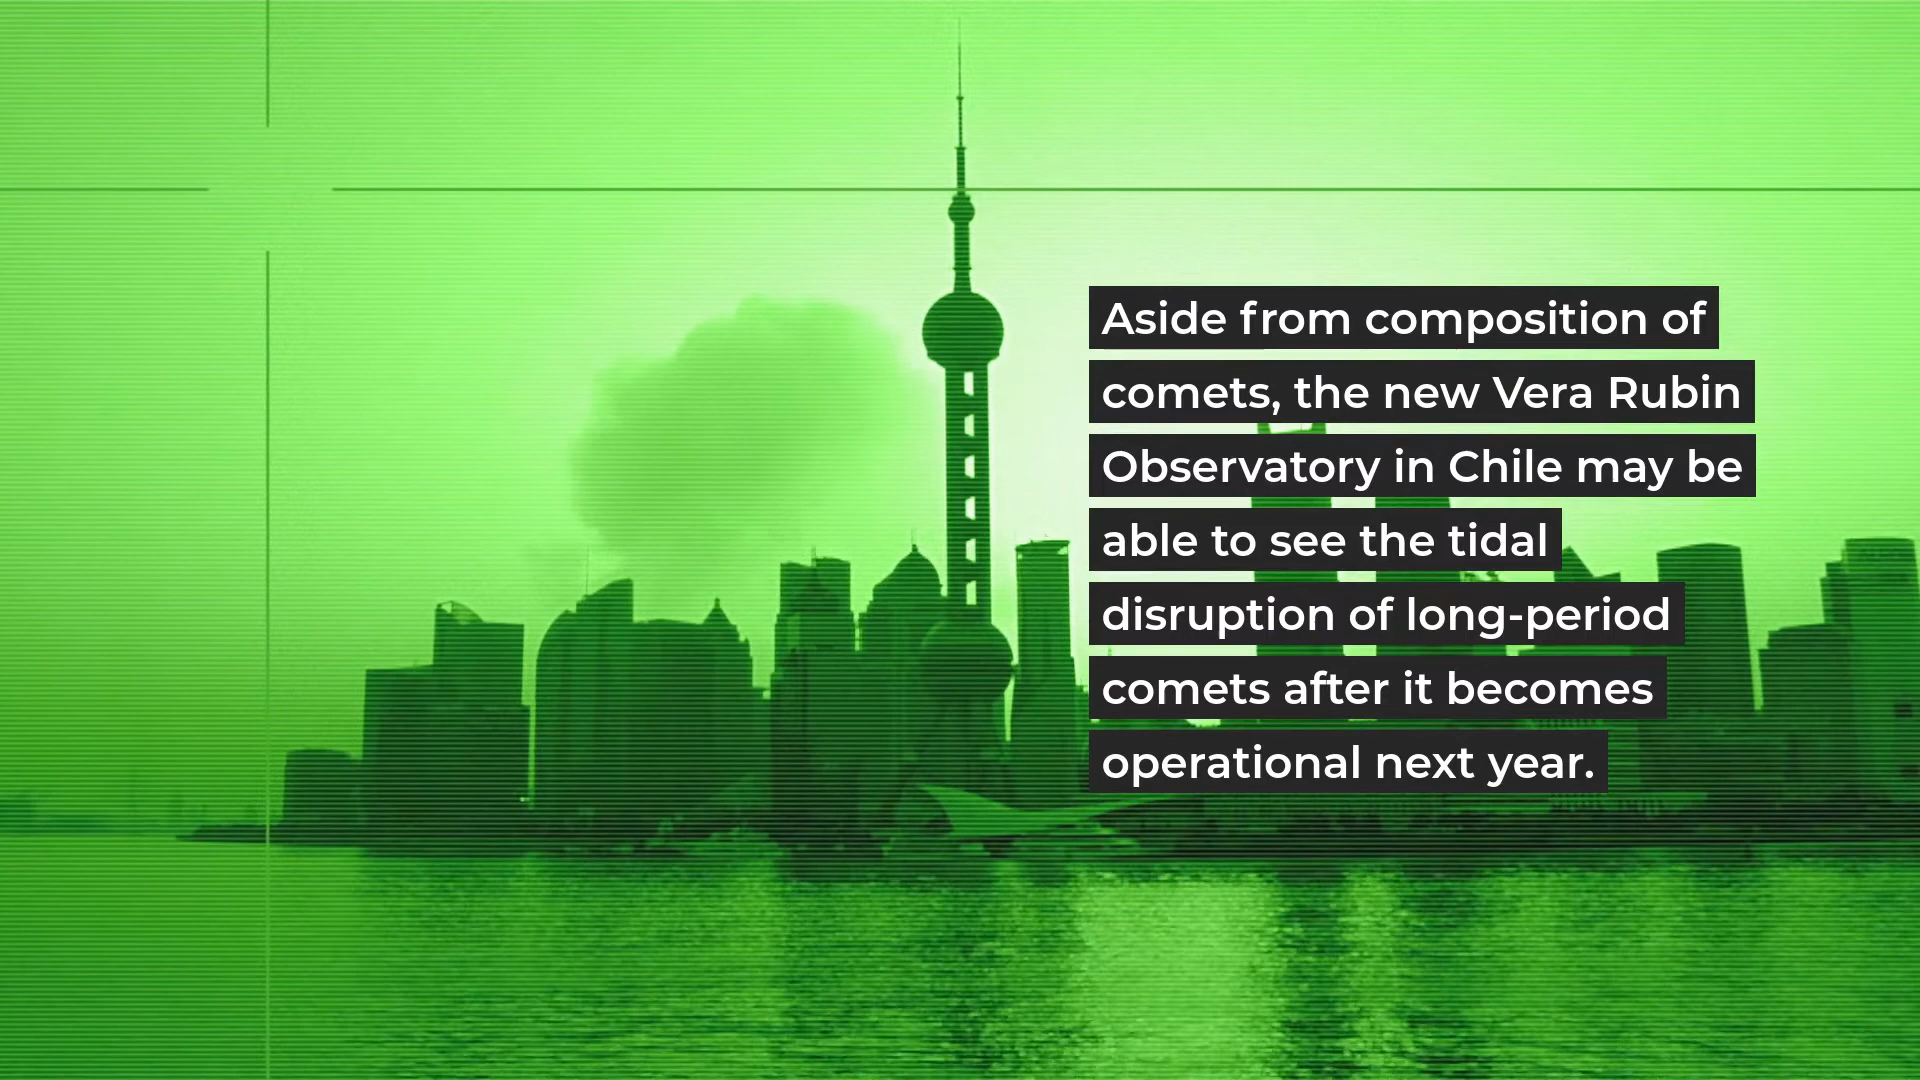 Aside from composition of
comets, the new Vera Rubin
Observatory in Chile may be
able to see the tidal
disruption of long-period
comets after it becomes
operational next year.